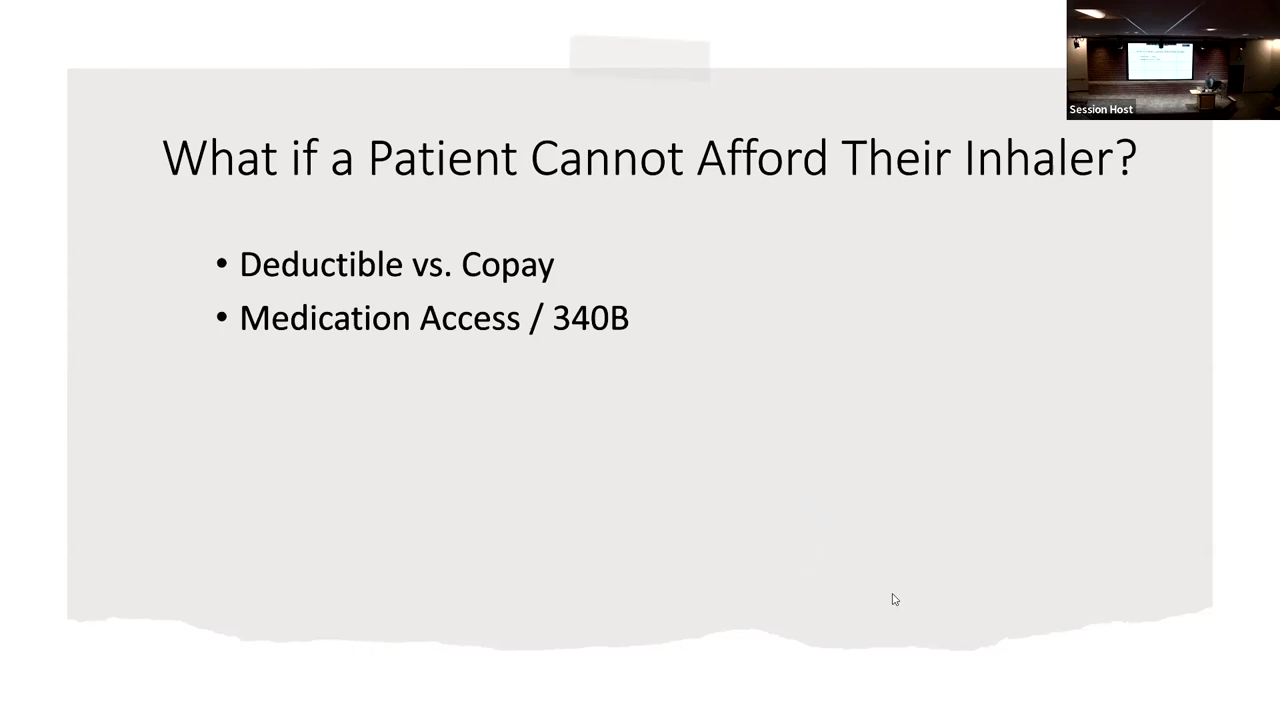 Session Host
What if a Patient Cannot Afford Their Inhaler?
• Deductible vs. Copay
• Medication Access / 340B